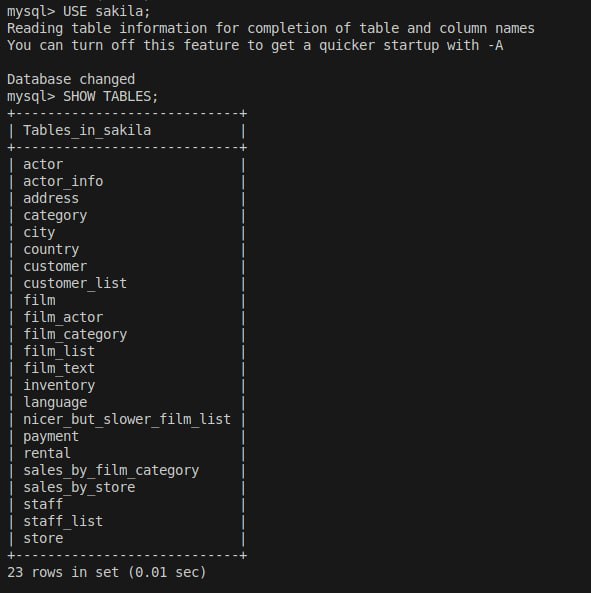 mysql> USE sakila;
Reading table information for completion of table and column names
You can turn off this feature to get a quicker startup with -A

Database changed
mysql> SHOW TABLES;
+----------------------------+
| Tables_in_sakila           |
+----------------------------+
| actor                      |
| actor_info                 |
| address                    |
| category                   |
| city                       |
| country                    |
| customer                   |
| customer_list              |
| film                       |
| film_actor                 |
| film_category              |
| film_list                  |
| film_text                  |
| inventory                  |
| language                   |
| nicer_but_slower_film_list |
| payment                    |
| rental                     |
| sales_by_film_category     |
| sales_by_store             |
| staff                      |
| staff_list                 |
| store                      |
+----------------------------+
23 rows in set (0.01 sec)